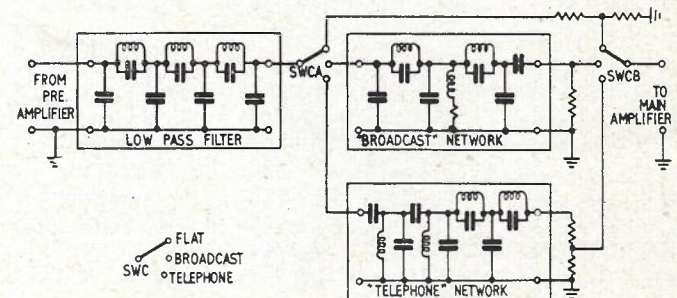 FROM
PRE.
AMPLIFIER
LOW PASS FILTER
SWCA
"BROADCAST" NETWORK
SWCB
TO
MAIN
AMPLIFIER
"TELEPHONE" NETWORK
SWC
FLAT
BROADCAST
TELEPHONE